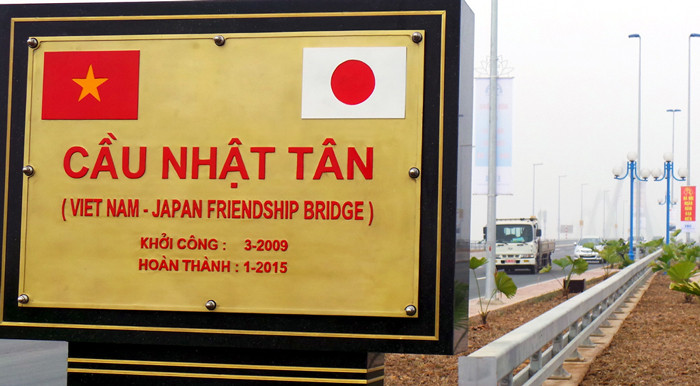 CẦU NHẬT TÂN
( VIET NAM - JAPAN FRIENDSHIP BRIDGE )
KHỞI CÔNG : 3-2009
HOÀN THÀNH : 1-2015